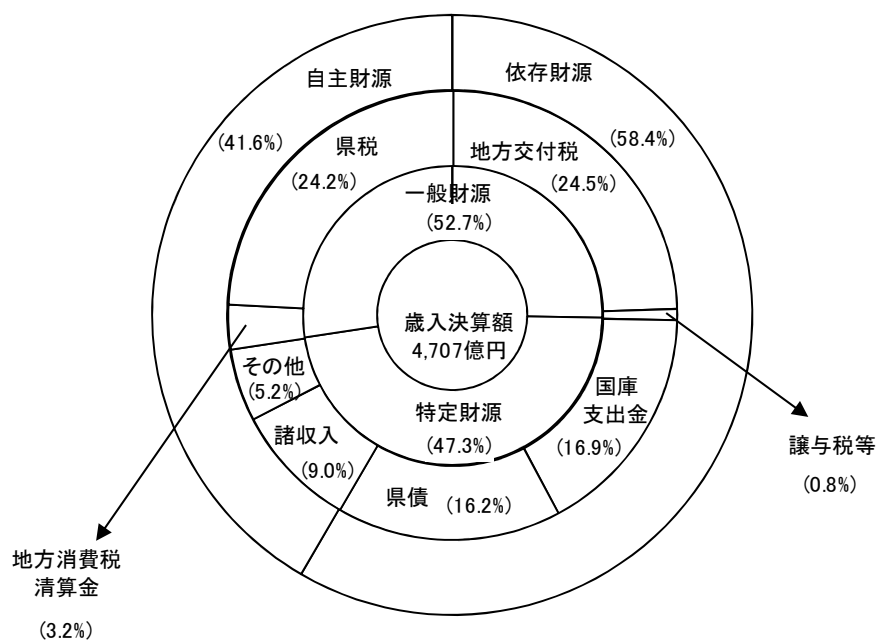 自主財源
(41.6%)
依存財源
(58.4%)
県税
(24.2%)
地方交付税
(24.5%)
一般財源
(52.7%)
歳入決算額
4,707億円
その他
(5.2%)
諸収入
(9.0%)
特定財源
(47.3%)
県債 (16.2%)
国庫
支出金
(16.9%)
譲与税等
(0.8%)
地方消費税
清算金
(3.2%)